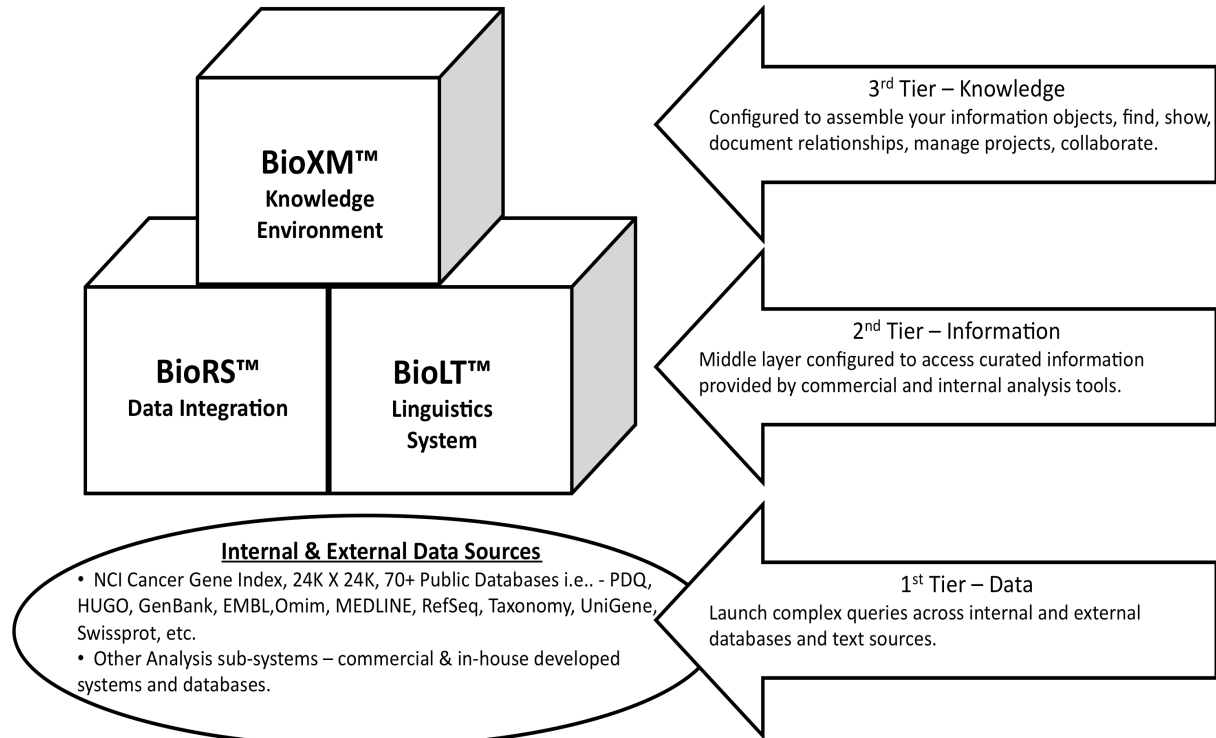 BioXM™
Knowledge
Environment
BioRS™
Data Integration
BioLT™
Linguistics
System
Internal & External Data Sources
• NCI Cancer Gene Index, 24K X 24K, 70+ Public Databases i.e.. - PDQ,
HUGO, GenBank, EMBL,Omim, MEDLINE, RefSeq, Taxonomy, UniGene,
Swissprot, etc.
• Other Analysis sub-systems – commercial & in-house developed
systems and databases.
3rd Tier – Knowledge
Configured to assemble your information objects, find, show,
document relationships, manage projects, collaborate.
2nd Tier – Information
Middle layer configured to access curated information
provided by commercial and internal analysis tools.
1st Tier – Data
Launch complex queries across internal and external
databases and text sources.